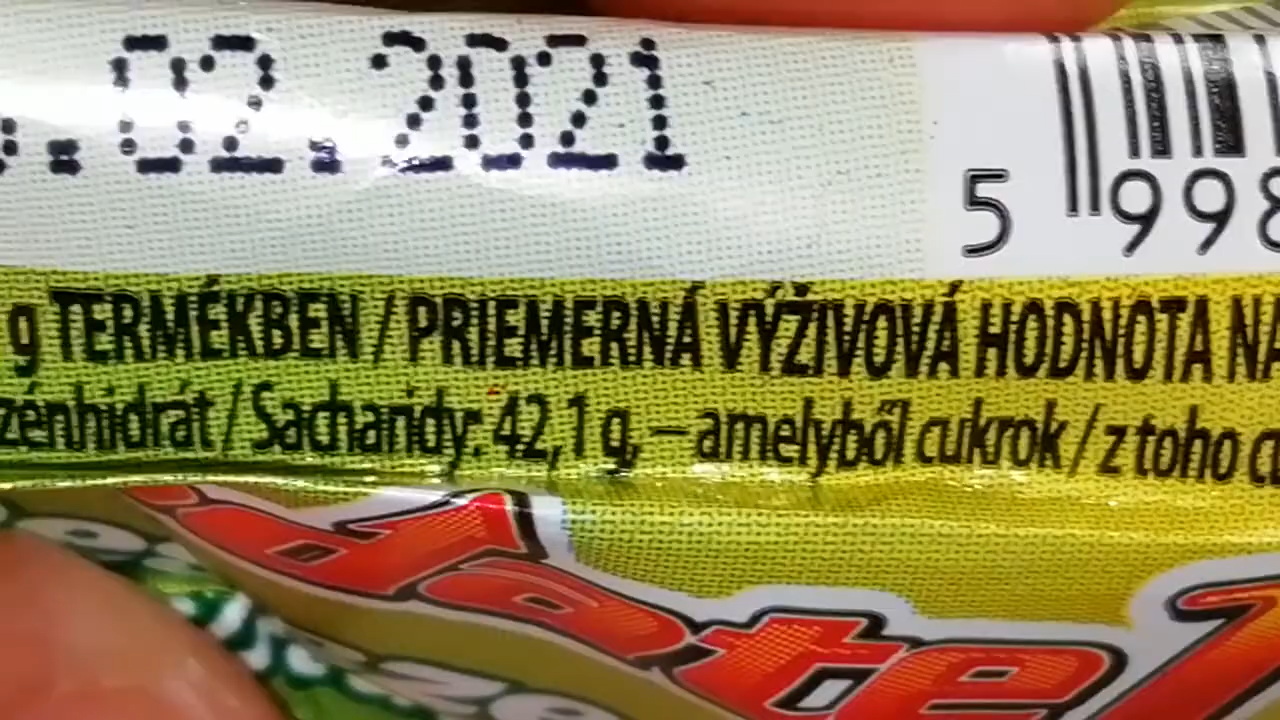 .02.2021
5 998
g TERMÉKBEN / PRIEMERNÁ VÝŽIVOVÁ HODNOTA NA
zénhidrát / Sacharidy: 42,1 g, – amelyből cukrok / z toho